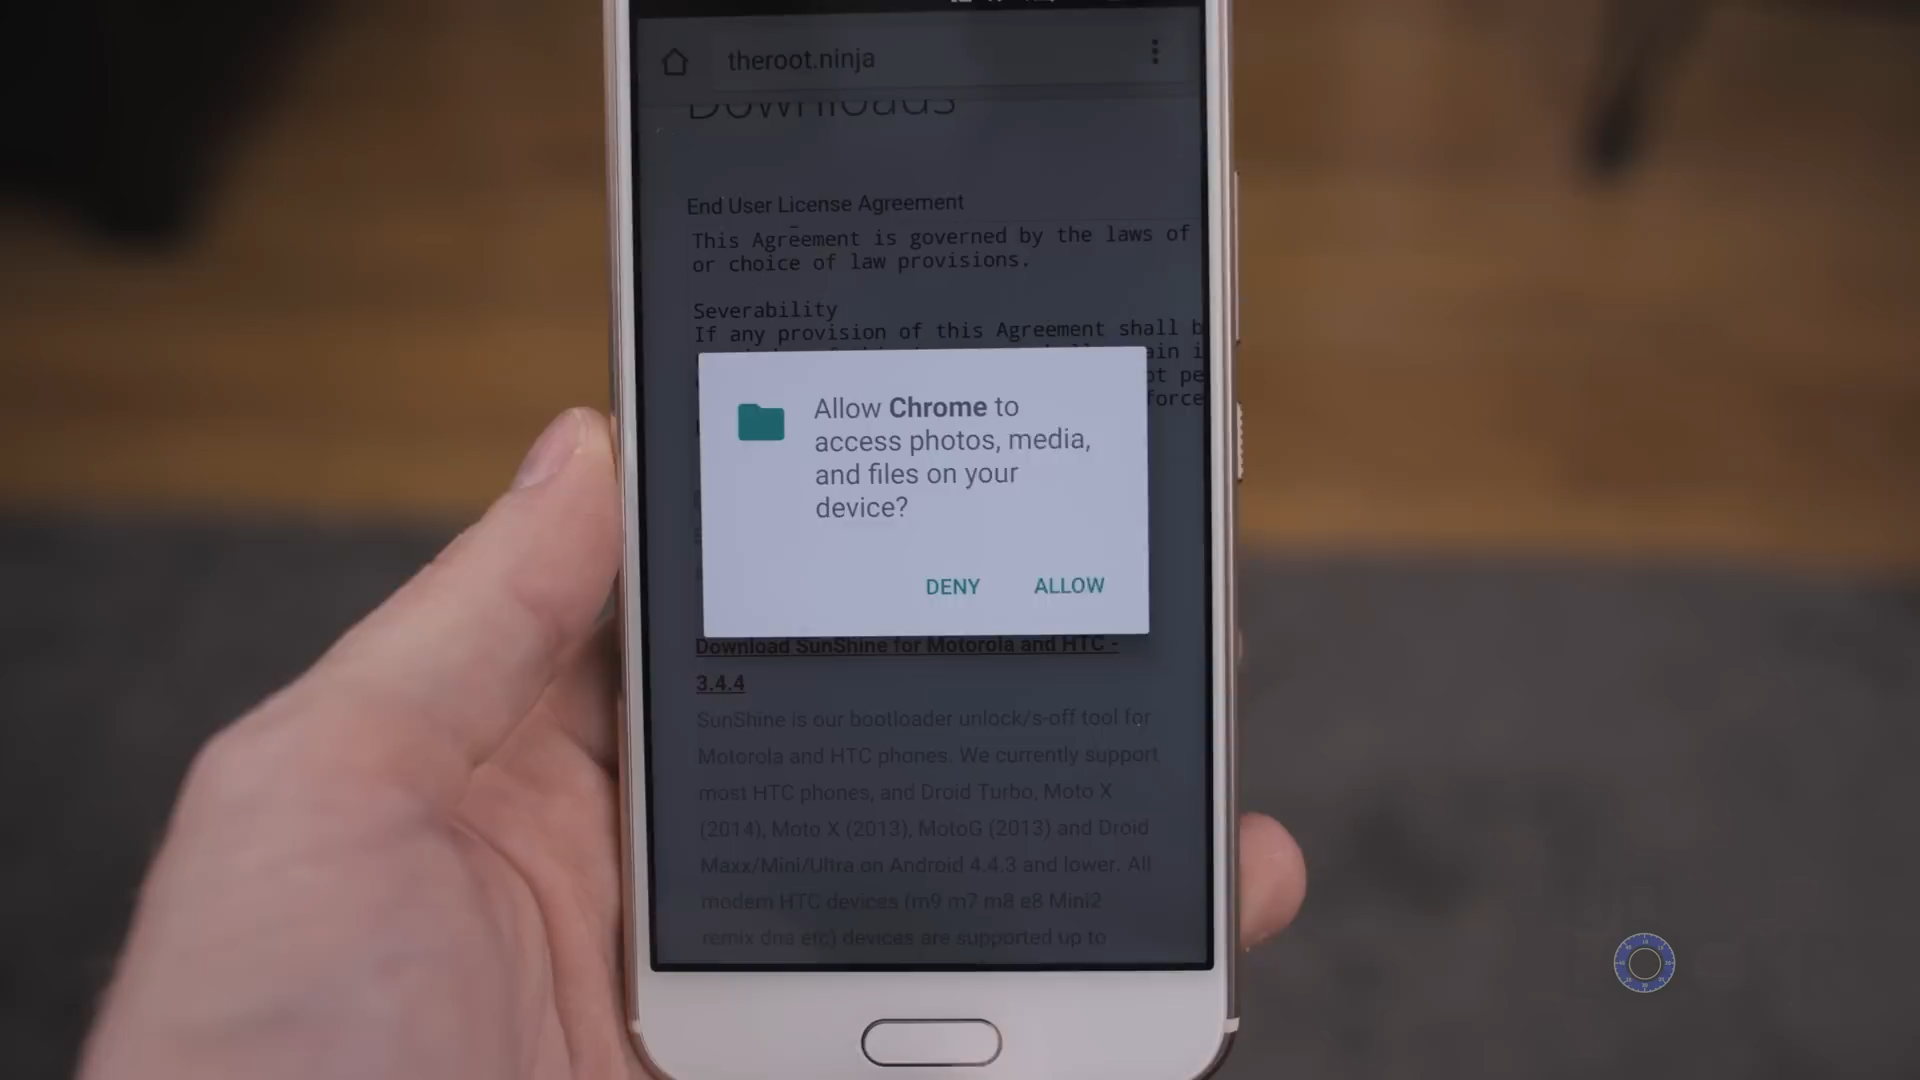 theroot.ninja
Downloads
End User License Agreement
This Agreement is governed by the laws of
or choice of law provisions.
Severability
If any provision of this Agreement shall b
ain i
ot pe
force
Allow Chrome to
access photos, media,
and files on your
device?
DENY ALLOW
Download SunShine for Motorola and HTC -
3.4.4
SunShine is our bootloader unlock/s-off tool for
Motorola and HTC phones. We currently support
most HTC phones, and Droid Turbo, Moto X
(2014), Moto X (2013), MotoG (2013) and Droid
Maxx/Mini/Ultra on Android 4.4.3 and lower. All
modern HTC devices (m9 m7 m8 e8 Mini2
remix dna etc) devices are supported up to